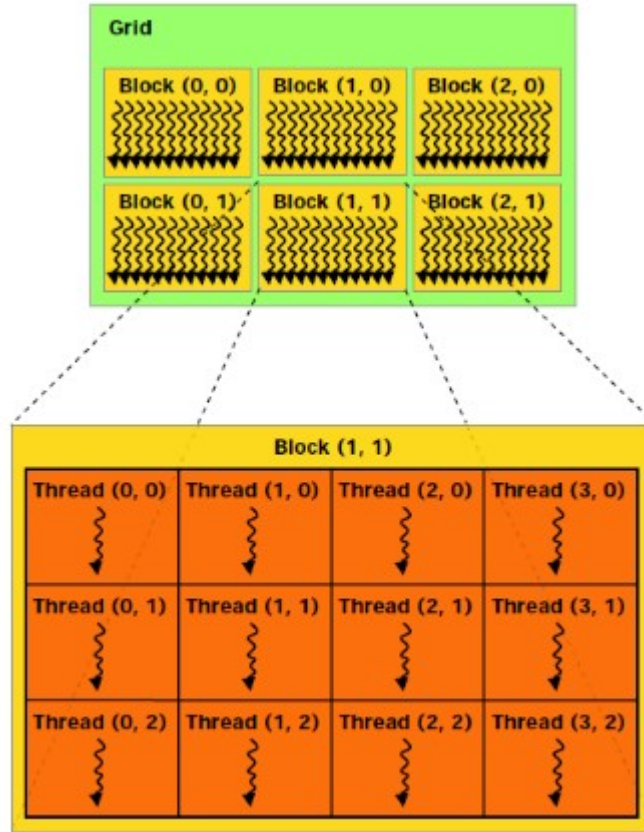 Grid
Block (0, 0) Block (1, 0) Block (2, 0)
Block (0, 1) Block (1, 1) Block (2, 1)
Block (1, 1)
Thread (0, 0) Thread (1, 0) Thread (2, 0) Thread (3, 0)
Thread (0, 1) Thread (1, 1) Thread (2, 1) Thread (3, 1)
Thread (0, 2) Thread (1, 2) Thread (2, 2) Thread (3, 2)